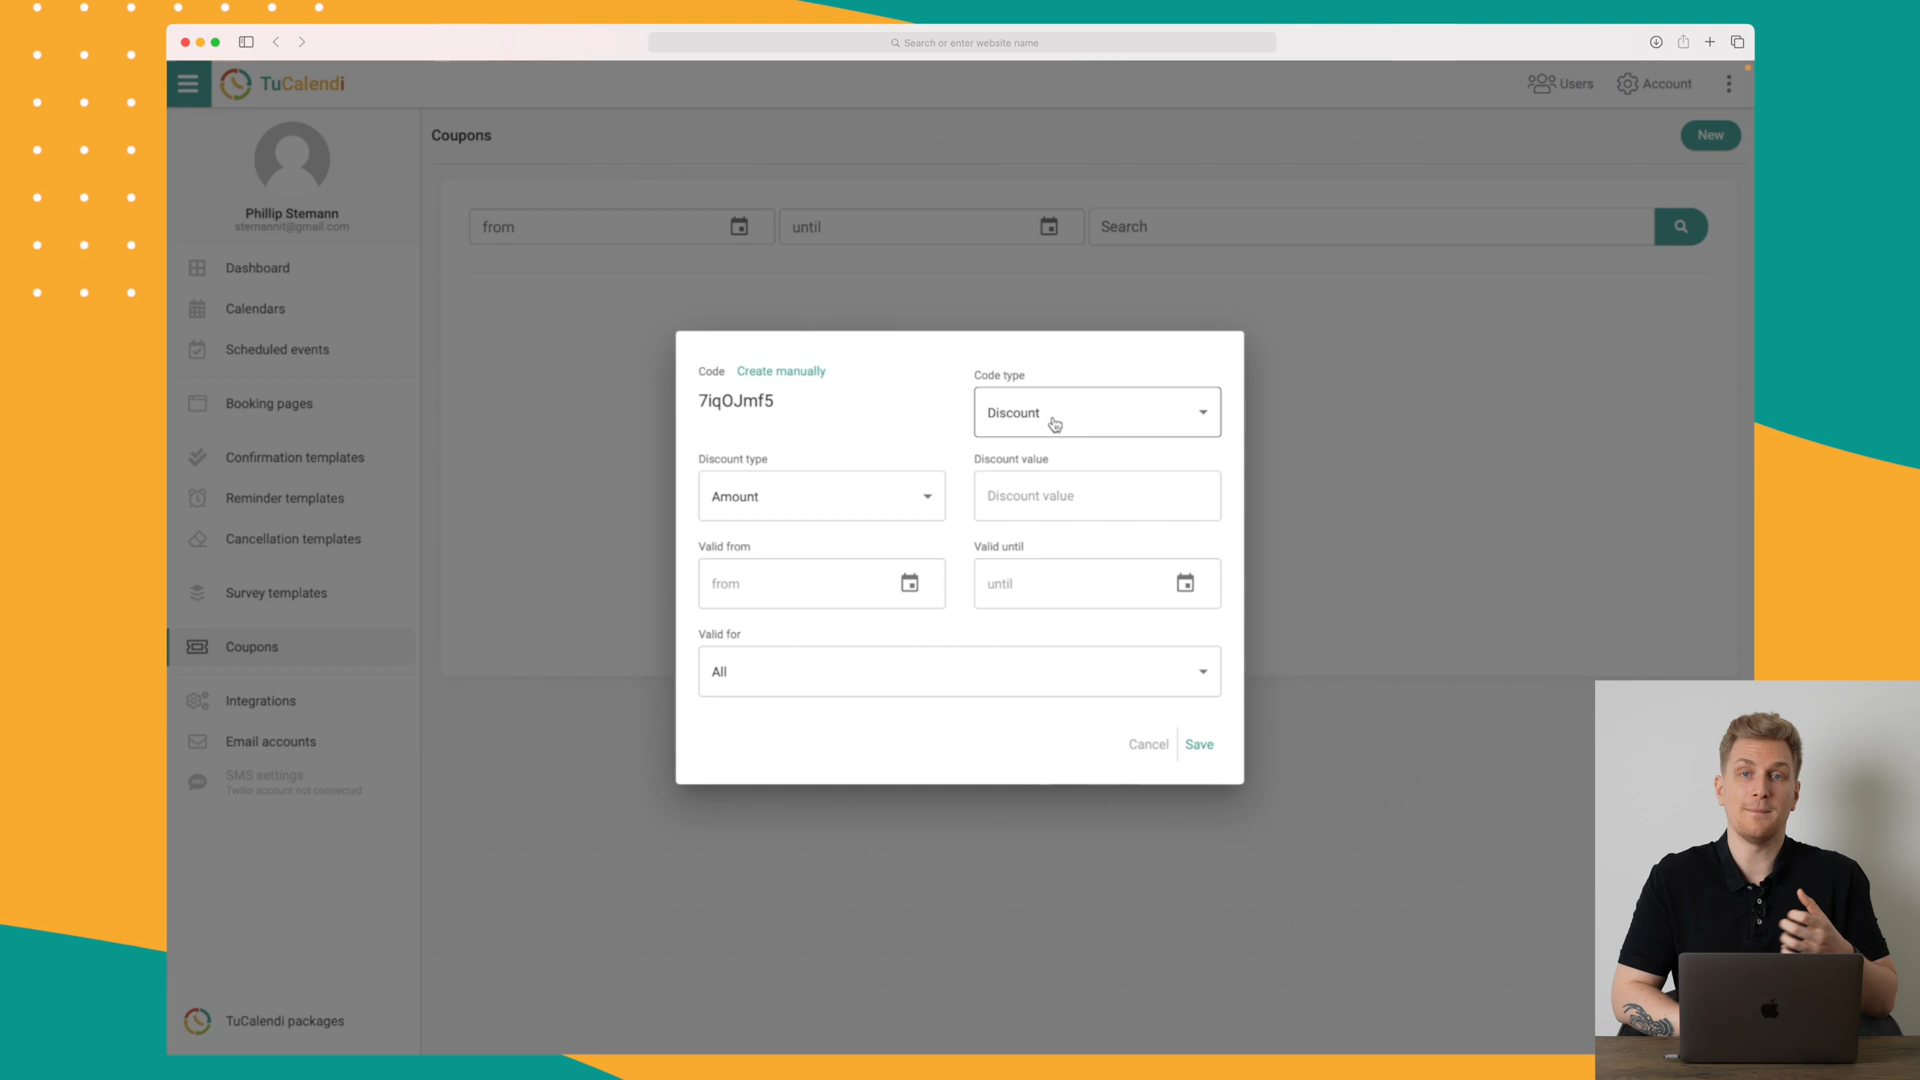 Search or enter website name
TuCalendi
Users
Account
Phillip Stemann
stemannit@gmail.com
Dashboard
Calendars
Scheduled events
Booking pages
Confirmation templates
Reminder templates
Cancellation templates
Survey templates
Coupons
Integrations
Email accounts
SMS settings
Twilio account not connected
TuCalendi packages
Coupons
New
from
until
Search
Code Create manually
7iqOJmf5
Code type
Discount
Discount type
Amount
Discount value
Discount value
Valid from
from
Valid until
until
Valid for
All
Cancel
Save